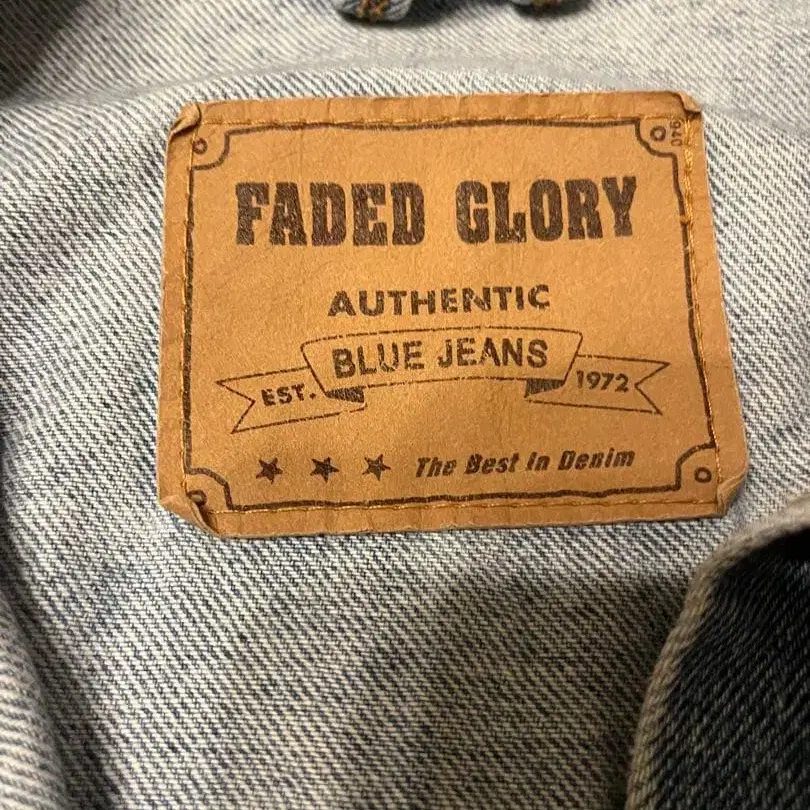 FADED GLORY
AUTHENTIC
BLUE JEANS
EST. 1972
The Best In Denim